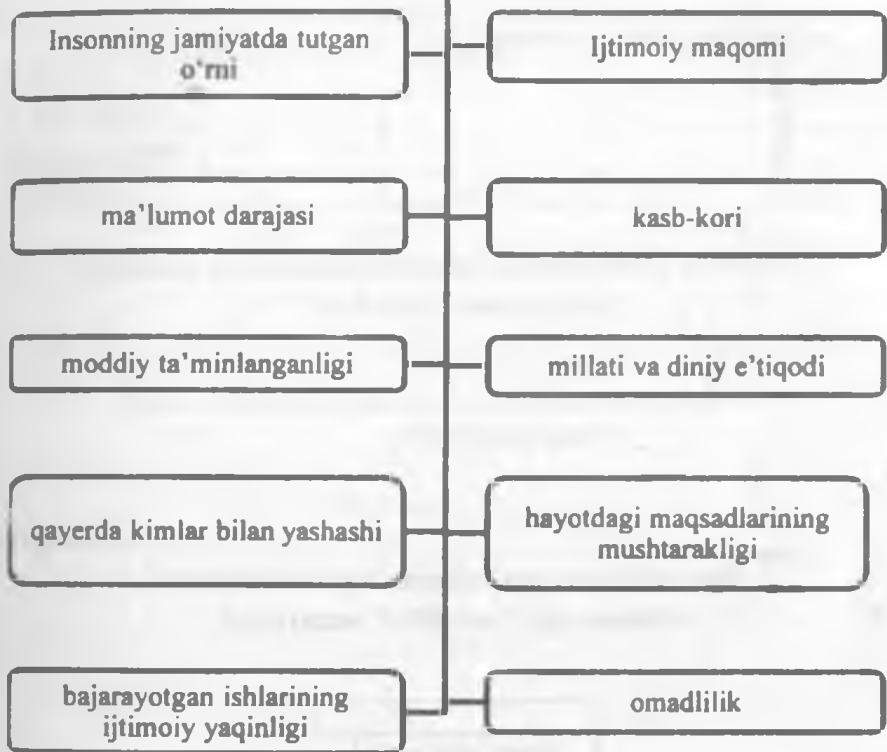 Insonning jamiyatda tutgan
o‘rni
Ijtimoiy maqomi
ma’lumot darajasi
kasb-kori
moddiy ta’minlanganligi
millati va diniy e’tiqodi
qayerda kimlar bilan yashashi
hayotdagi maqsadlarining
mushtarakligi
bajarayotgan ishlarining
ijtimoiy yaqinligi
omadlilik